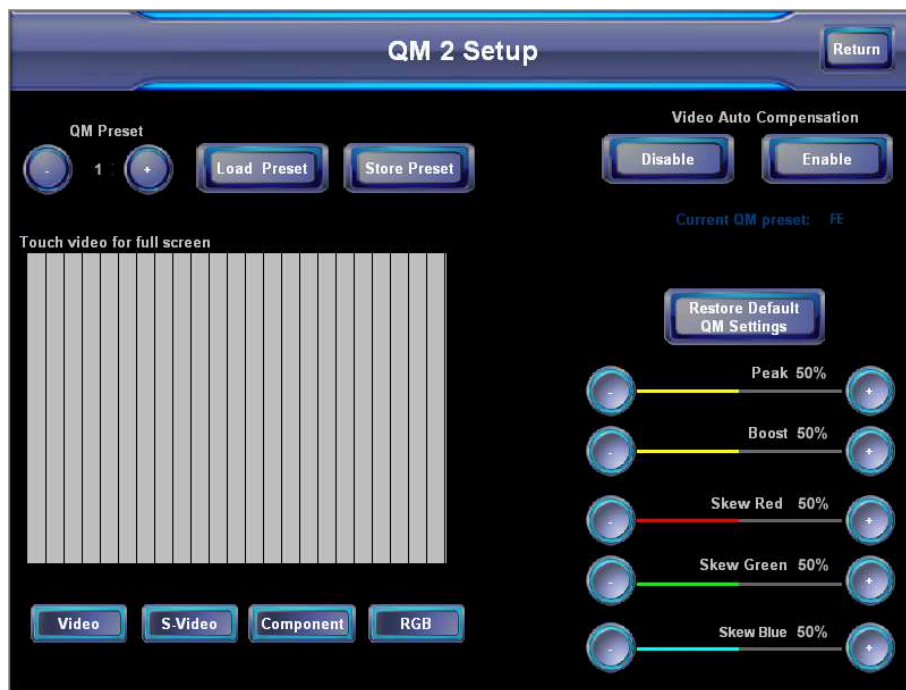 QM 2 Setup
Return
QM Preset
- 1 : +
Load Preset
Store Preset
Video Auto Compensation
Disable
Enable
Current QM preset: FE
Touch video for full screen
Restore Default
QM Settings
Peak 50%
- +
Boost 50%
- +
Skew Red 50%
- +
Skew Green 50%
- +
Skew Blue 50%
- +
Video
S-Video
Component
RGB